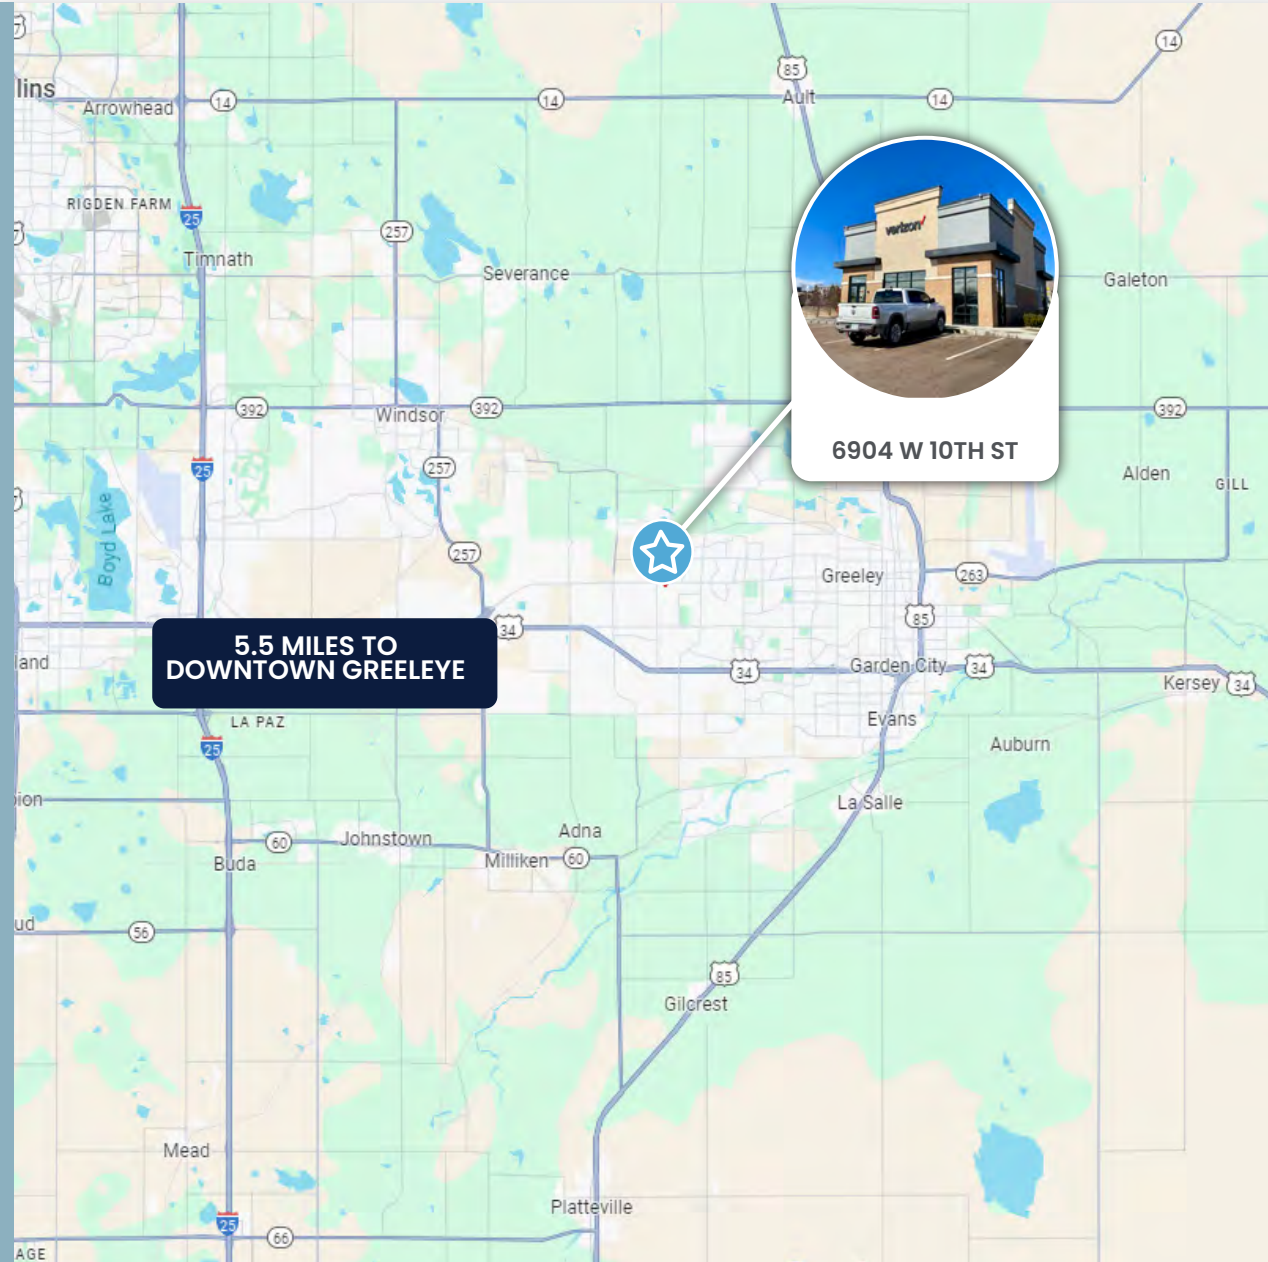 14
85
lins
Arrowhead
14
14
Ault
14
RIGDEN FARM
25
verizon
257
Timnath
Severance
Galeton
392
Windsor
392
392
6904 W 10TH ST
25
257
Alden
GILL
Boyd Lake
257
Greeley
263
85
34
5.5 MILES TO
DOWNTOWN GREELEYE
land
34
Garden City
34
Kersey
34
LA PAZ
Evans
25
Auburn
ion
La Salle
60
Johnstown
Adna
Buda
Milliken
60
ud
56
85
Gilcrest
Mead
Platteville
25
66
AGE